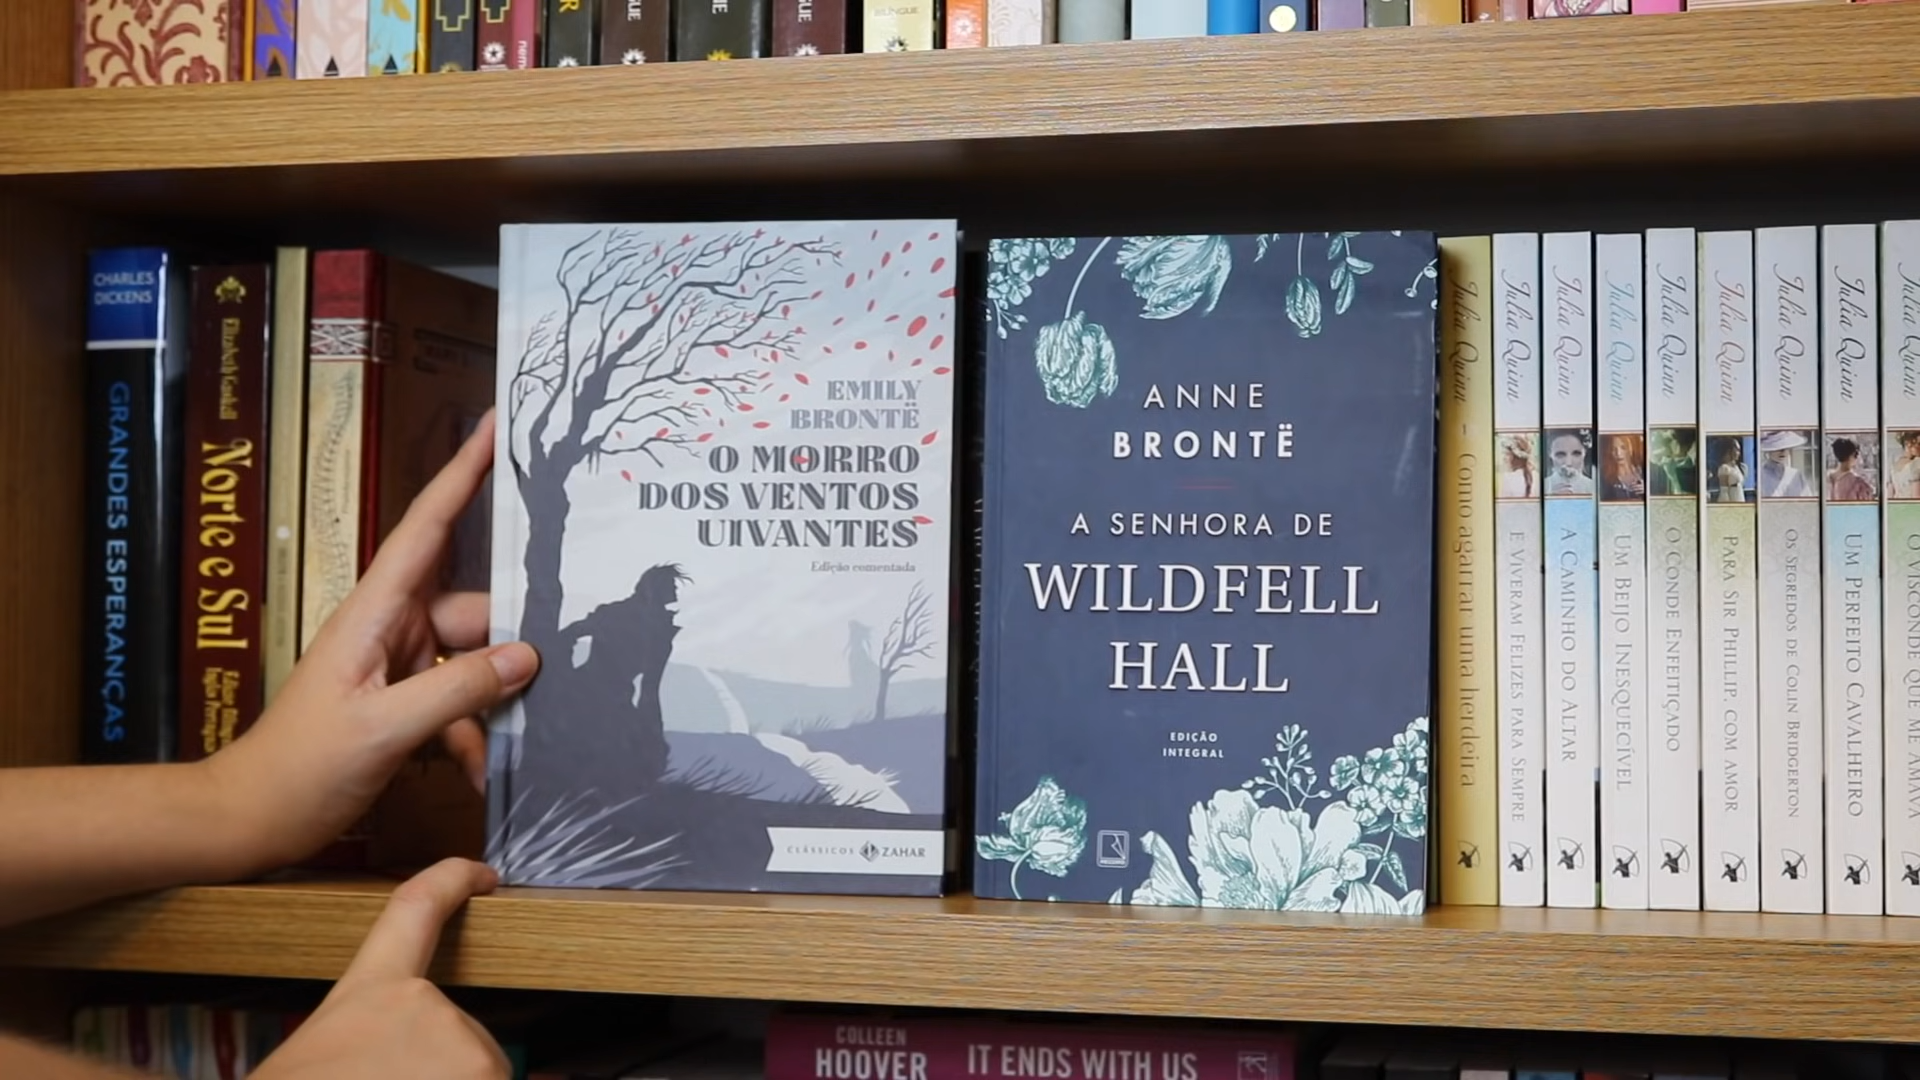 BILÍNGUE
CHARLES
DICKENS
GRANDES ESPERANÇAS
Elizabeth Gaskell
Norte e Sul
EMILY
BRONTË
O MORRO
DOS VENTOS
UIVANTES
Edição comentada
CLÁSSICOS ZAHAR
ANNE
BRONTË
A SENHORA DE
WILDFELL
HALL
EDIÇÃO
INTEGRAL
Julia Quinn - Como agarrar uma herdeira
Julia Quinn
E VIVERAM FELIZES PARA SEMPRE
Julia Quinn
A CAMINHO DO ALTAR
Julia Quinn
UM BEIJO INESQUECÍVEL
Julia Quinn
O CONDE ENFEITIÇADO
Julia Quinn
PARA SIR PHILLIP, COM AMOR
Julia Quinn
OS SEGREDOS DE COLIN BRIDGERTON
Julia Quinn
UM PERFEITO CAVALHEIRO
Julia Quinn
O VISCONDE QUE ME AMAVA
COLLEEN
HOOVER
IT ENDS WITH US